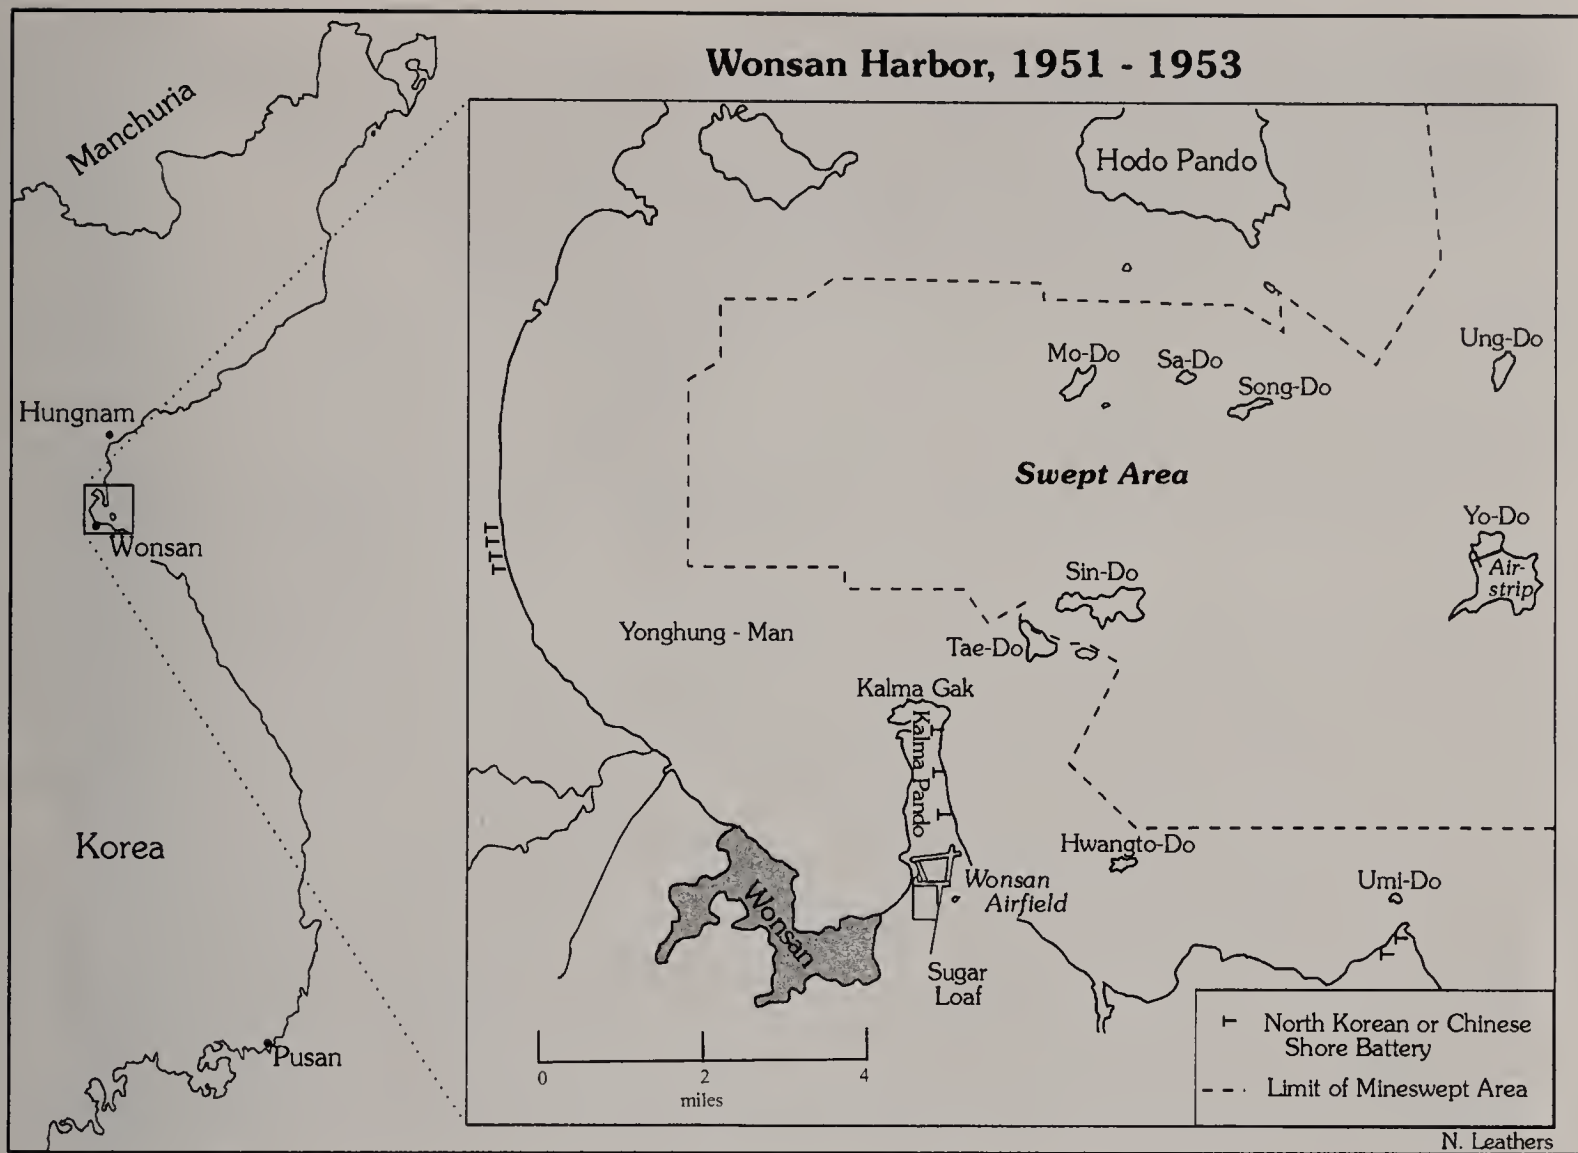 Wonsan Harbor, 1951 - 1953
Manchuria
Hungnam
Wonsan
Korea
Pusan
Hodo Pando
Mo-Do
Sa-Do
Song-Do
Ung-Do
Swept Area
Yo-Do
Air-
strip
Sin-Do
Yonghung - Man
Tae-Do
Kalma Gak
Kalma Pando
Hwangto-Do
Wonsan
Airfield
Umi-Do
Wonsan
Sugar
Loaf
0 2 4
miles
North Korean or Chinese
Shore Battery
Limit of Mineswept Area
N. Leathers